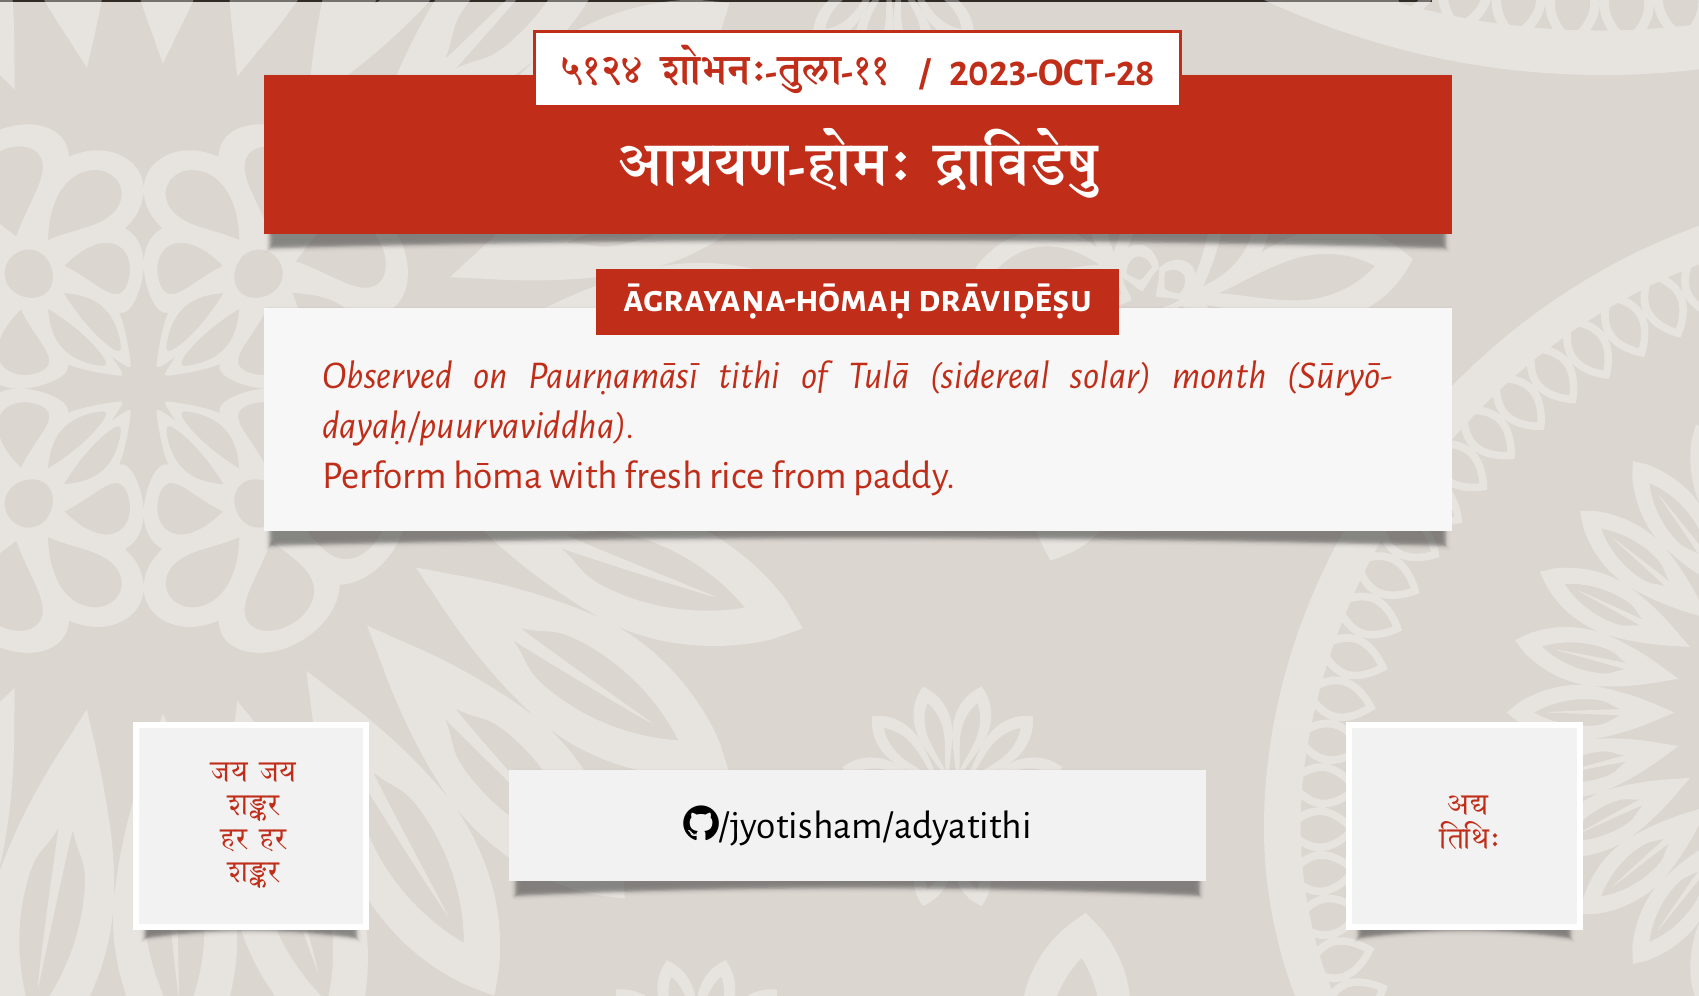 ५१२४ शोभनः-तुला-११ / 2023-OCT-28
आग्रयण-होमः द्राविडेषु
ĀGRAYAṆA-HŌMAḤ DRĀVIḌĒṢU
Observed on Paurṇamāsī tithi of Tulā (sidereal solar) month (Sūryō-
dayaḥ/puurvaviddha).
Perform hōma with fresh rice from paddy.
जय जय
शङ्कर
हर हर
शङ्कर
/jyotisham/adyatithi
अद्य
तिथिः